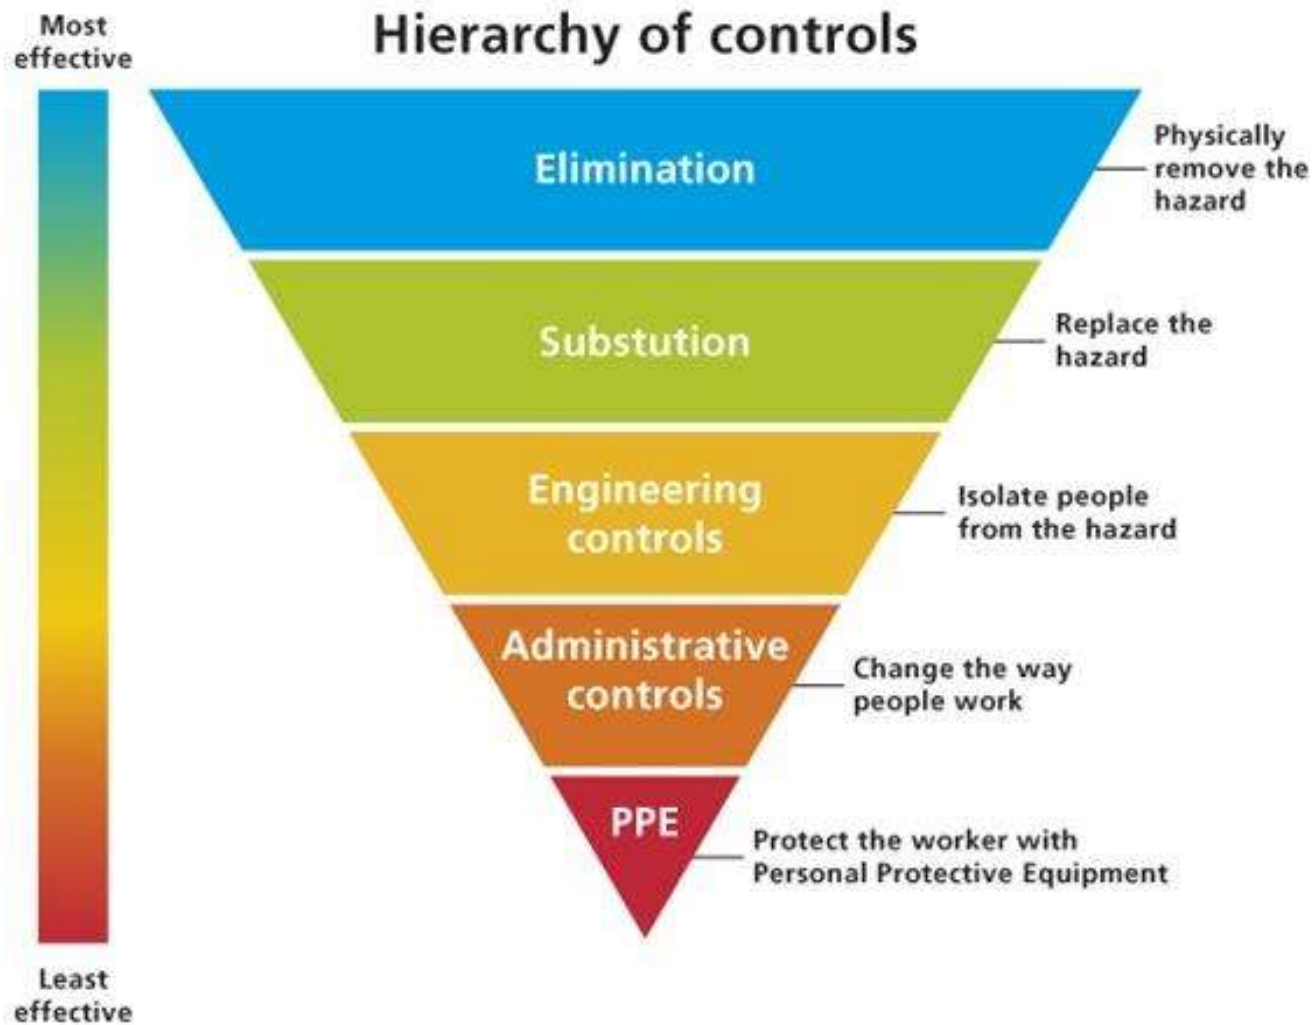 Most
effective
Hierarchy of controls
Elimination
Physically
remove the
hazard
Substution
Replace the
hazard
Engineering
controls
Isolate people
from the hazard
Administrative
controls
Change the way
people work
PPE
Protect the worker with
Personal Protective Equipment
Least
effective